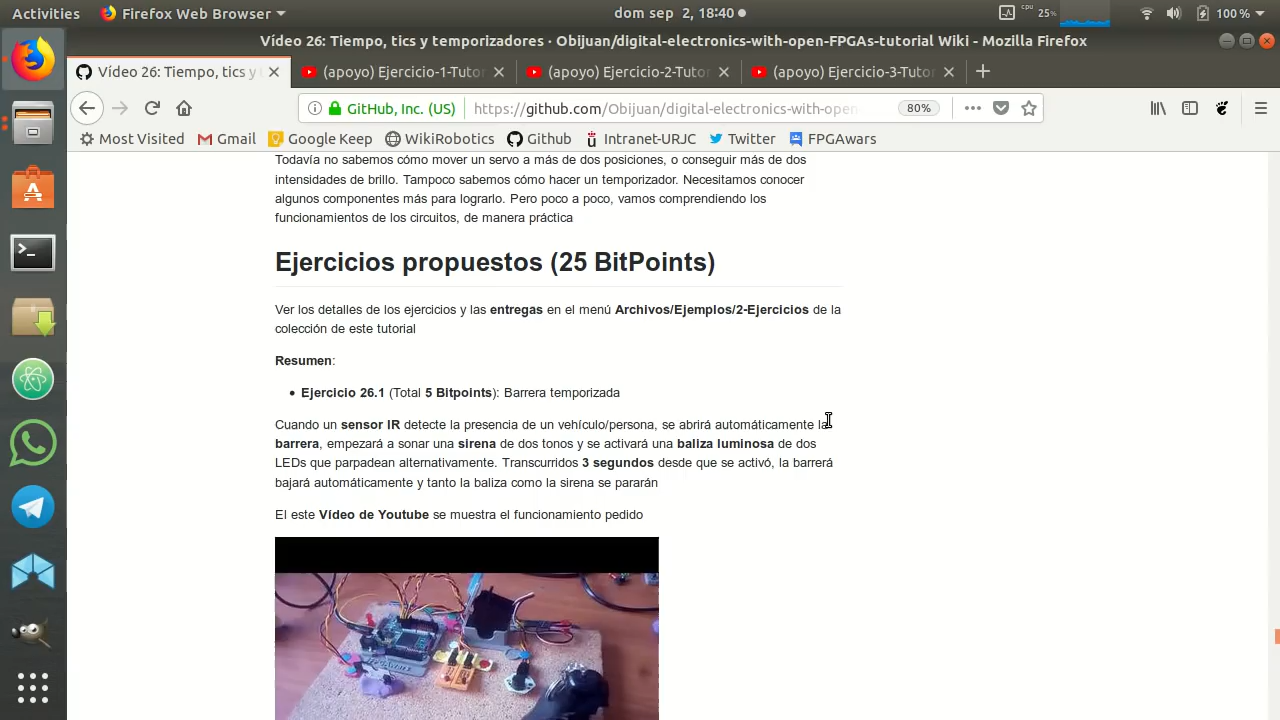 Activities
Firefox Web Browser
dom sep 2, 18:40
cpu
25%
100 %
Vídeo 26: Tiempo, tics y temporizadores · Obijuan/digital-electronics-with-open-FPGAs-tutorial Wiki - Mozilla Firefox
Vídeo 26: Tiempo, tics y t
(apoyo) Ejercicio-1-Tutor
(apoyo) Ejercicio-2-Tutor
(apoyo) Ejercicio-3-Tutor
GitHub, Inc. (US)
https://github.com/Obijuan/digital-electronics-with-open-
80%
Most Visited
Gmail
Google Keep
WikiRobotics
Github
Intranet-URJC
Twitter
FPGAwars
Todavía no sabemos cómo mover un servo a más de dos posiciones, o conseguir más de dos
intensidades de brillo. Tampoco sabemos cómo hacer un temporizador. Necesitamos conocer
algunos componentes más para lograrlo. Pero poco a poco, vamos comprendiendo los
funcionamientos de los circuitos, de manera práctica
Ejercicios propuestos (25 BitPoints)
Ver los detalles de los ejercicios y las entregas en el menú Archivos/Ejemplos/2-Ejercicios de la
colección de este tutorial
Resumen:
• Ejercicio 26.1 (Total 5 Bitpoints): Barrera temporizada
Cuando un sensor IR detecte la presencia de un vehículo/persona, se abrirá automáticamente la
barrera, empezará a sonar una sirena de dos tonos y se activará una baliza luminosa de dos
LEDs que parpadean alternativamente. Transcurridos 3 segundos desde que se activó, la barrerá
bajará automáticamente y tanto la baliza como la sirena se pararán
El este Vídeo de Youtube se muestra el funcionamiento pedido